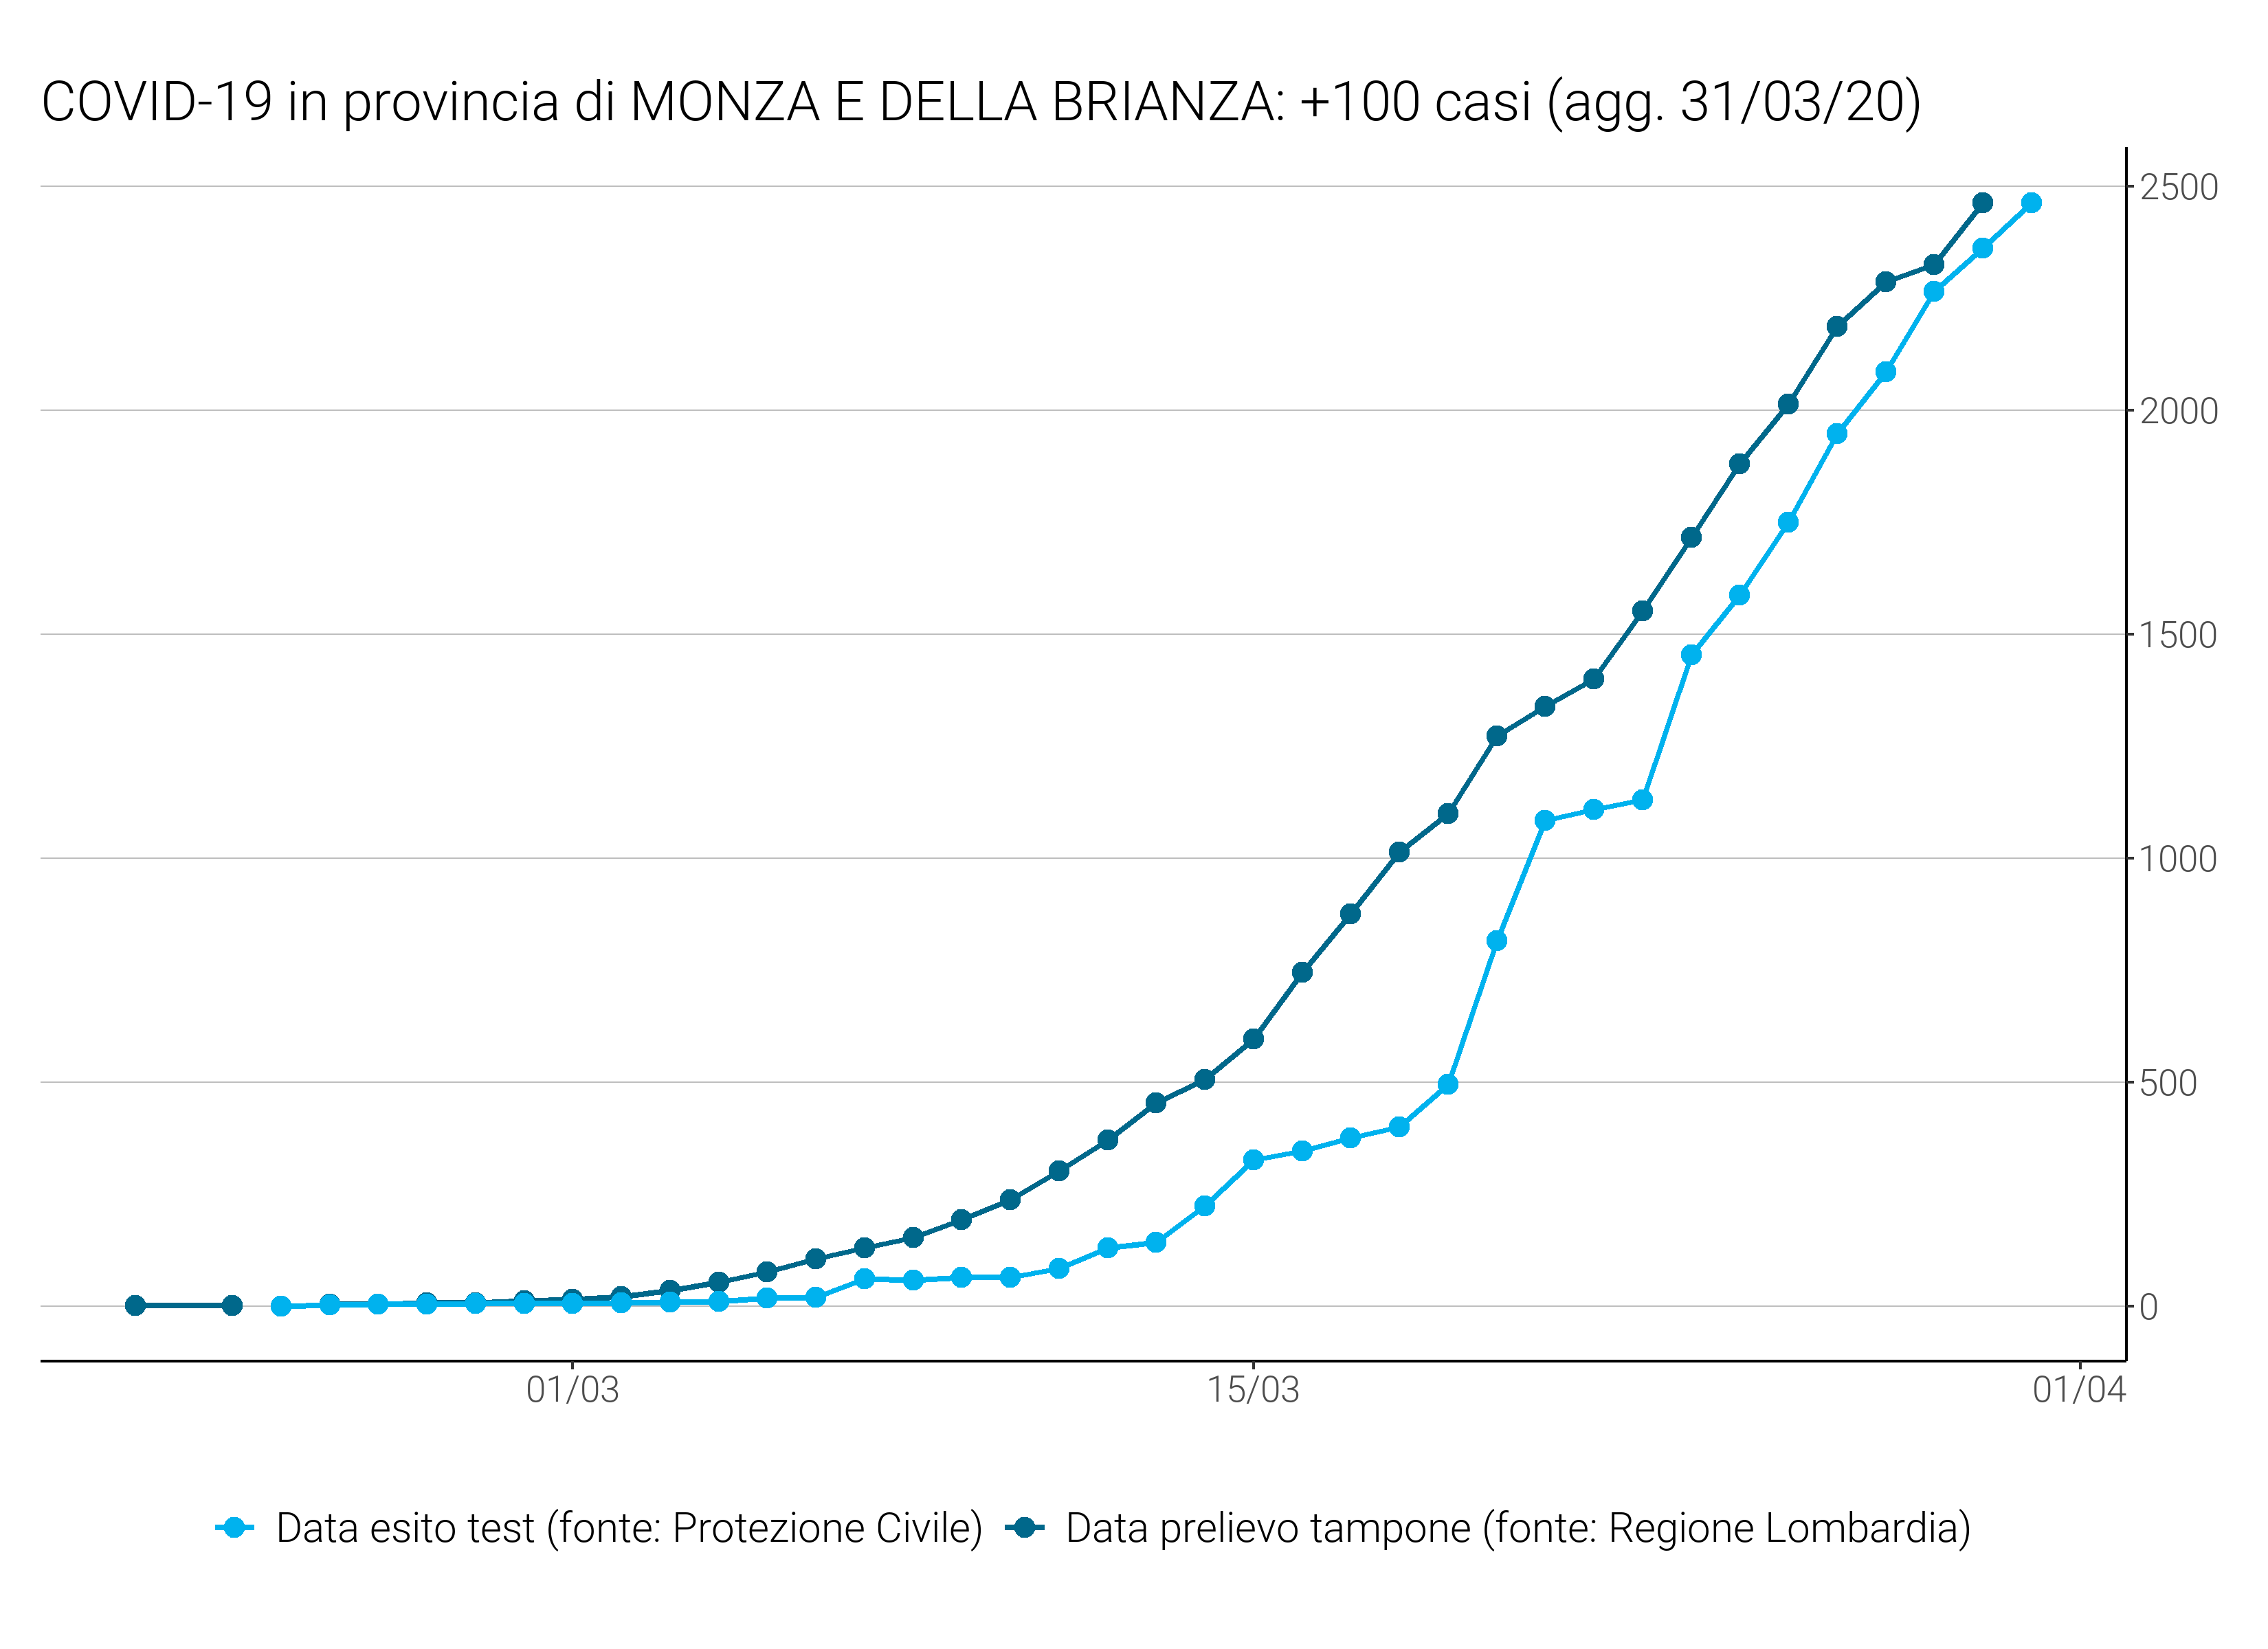 COVID-19 in provincia di MONZA E DELLA BRIANZA: +100 casi (agg. 31/03/20)
2500
2000
1500
1000
500
0
01/03 15/03 01/04
Data esito test (fonte: Protezione Civile) Data prelievo tampone (fonte: Regione Lombardia)